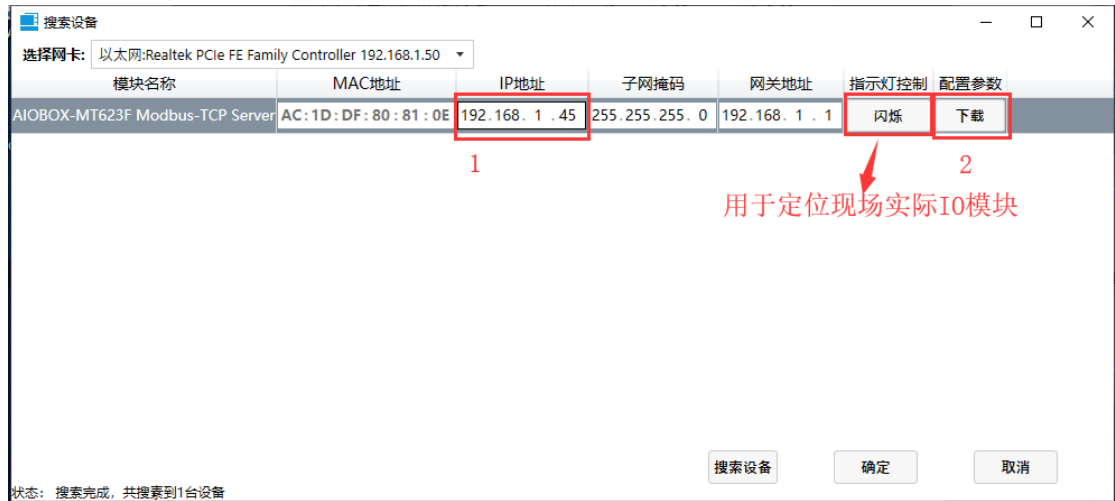 搜索设备
选择网卡: 以太网:Realtek PCIe FE Family Controller 192.168.1.50
模块名称 MAC地址 IP地址 子网掩码 网关地址 指示灯控制 配置参数
AIOBOX-MT623F Modbus-TCP Server AC:1D:DF:80:81:0E 192.168. 1 .45 255.255.255. 0 192.168. 1 . 1 闪烁 下载
1 2
用于定位现场实际IO模块
搜索设备 确定 取消
状态: 搜索完成, 共搜素到1台设备